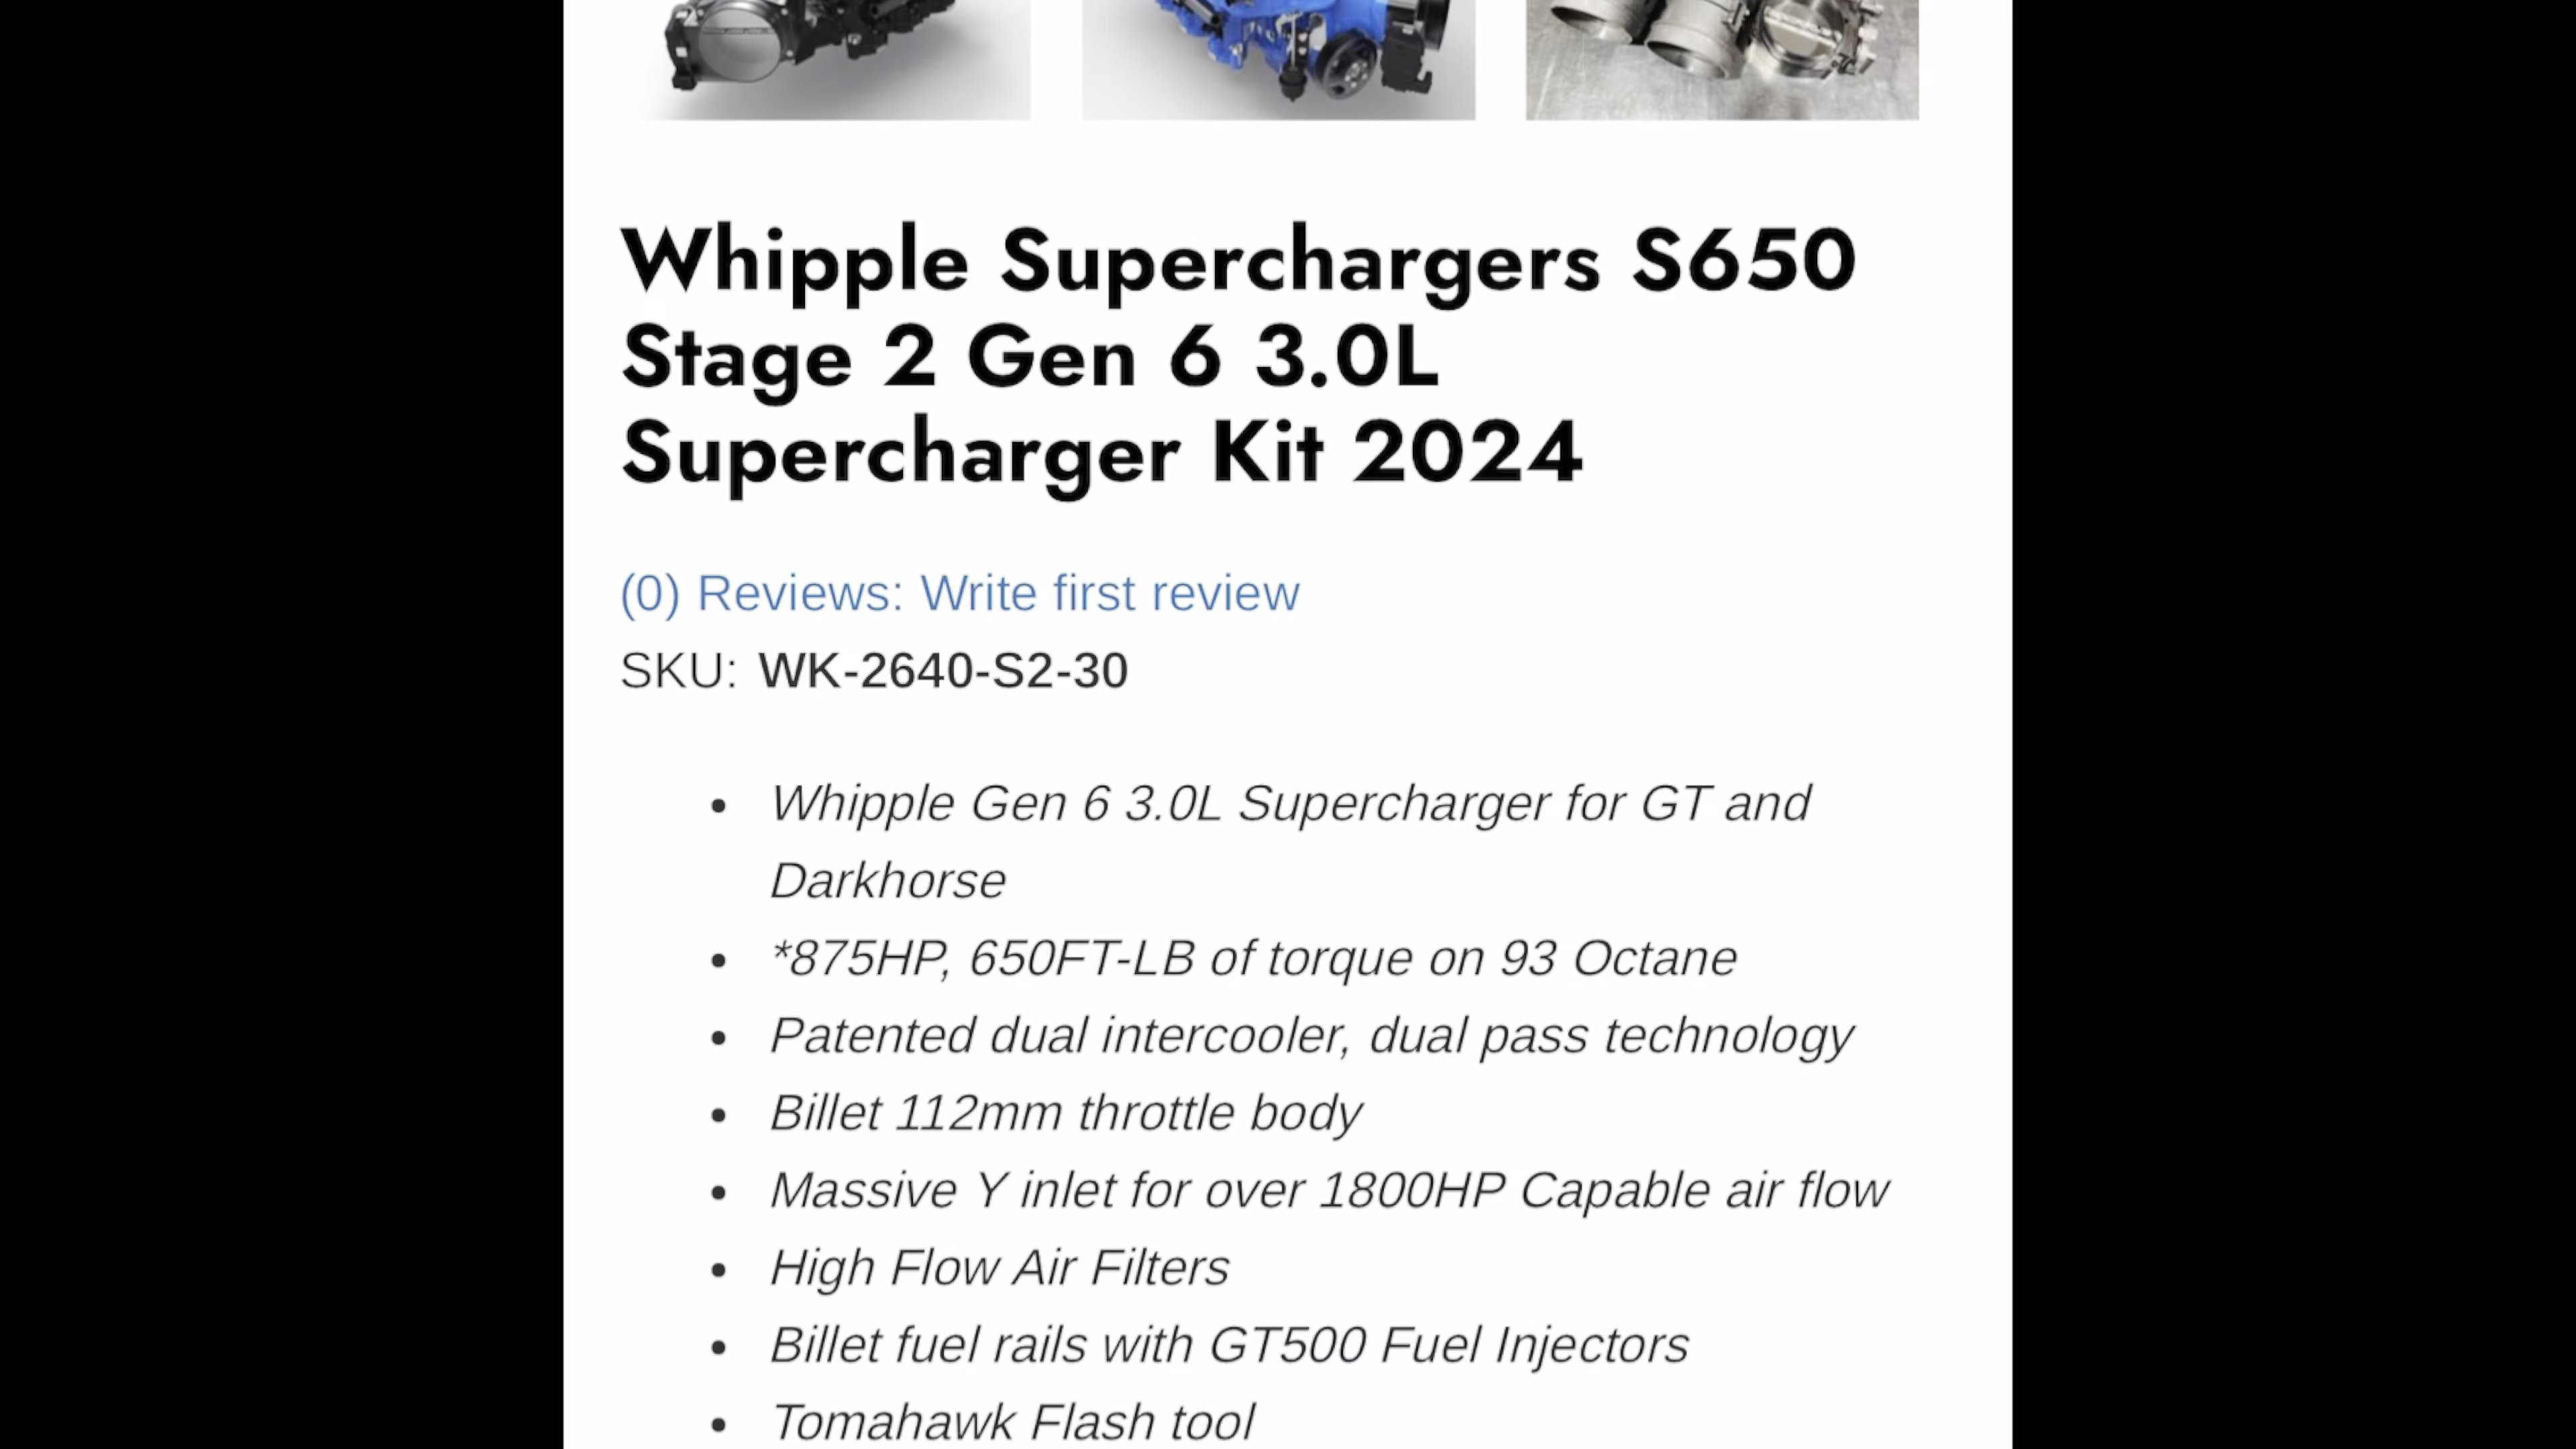 Whipple Superchargers S650
Stage 2 Gen 6 3.0L
Supercharger Kit 2024
(0) Reviews: Write first review
SKU: WK-2640-S2-30
• Whipple Gen 6 3.0L Supercharger for GT and
Darkhorse
• *875HP, 650FT-LB of torque on 93 Octane
• Patented dual intercooler, dual pass technology
• Billet 112mm throttle body
• Massive Y inlet for over 1800HP Capable air flow
• High Flow Air Filters
• Billet fuel rails with GT500 Fuel Injectors
• Tomahawk Flash tool